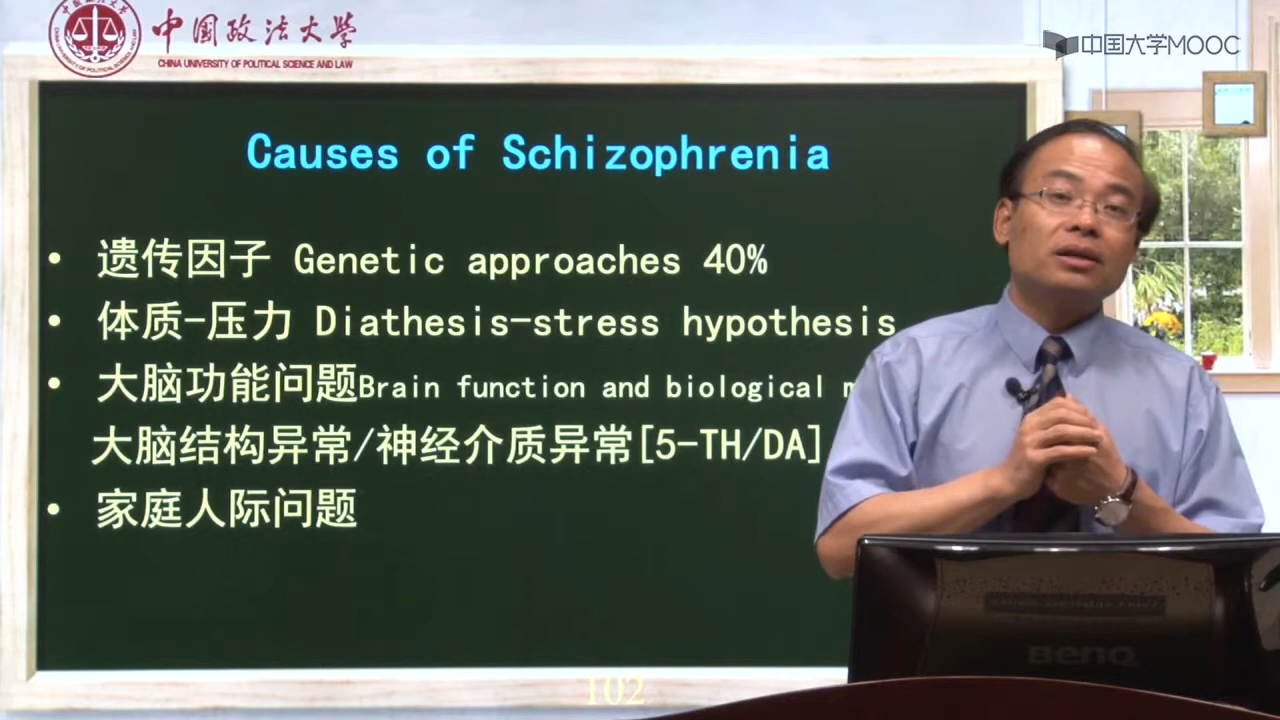 中国政法大学
CHINA UNIVERSITY OF POLITICAL SCIENCE AND LAW
中国大学MOOC
Causes of Schizophrenia
• 遗传因子 Genetic approaches 40%
• 体质-压力 Diathesis-stress hypothesis
• 大脑功能问题Brain function and biological
大脑结构异常/神经介质异常[5-TH/DA]
• 家庭人际问题
BenQ
102